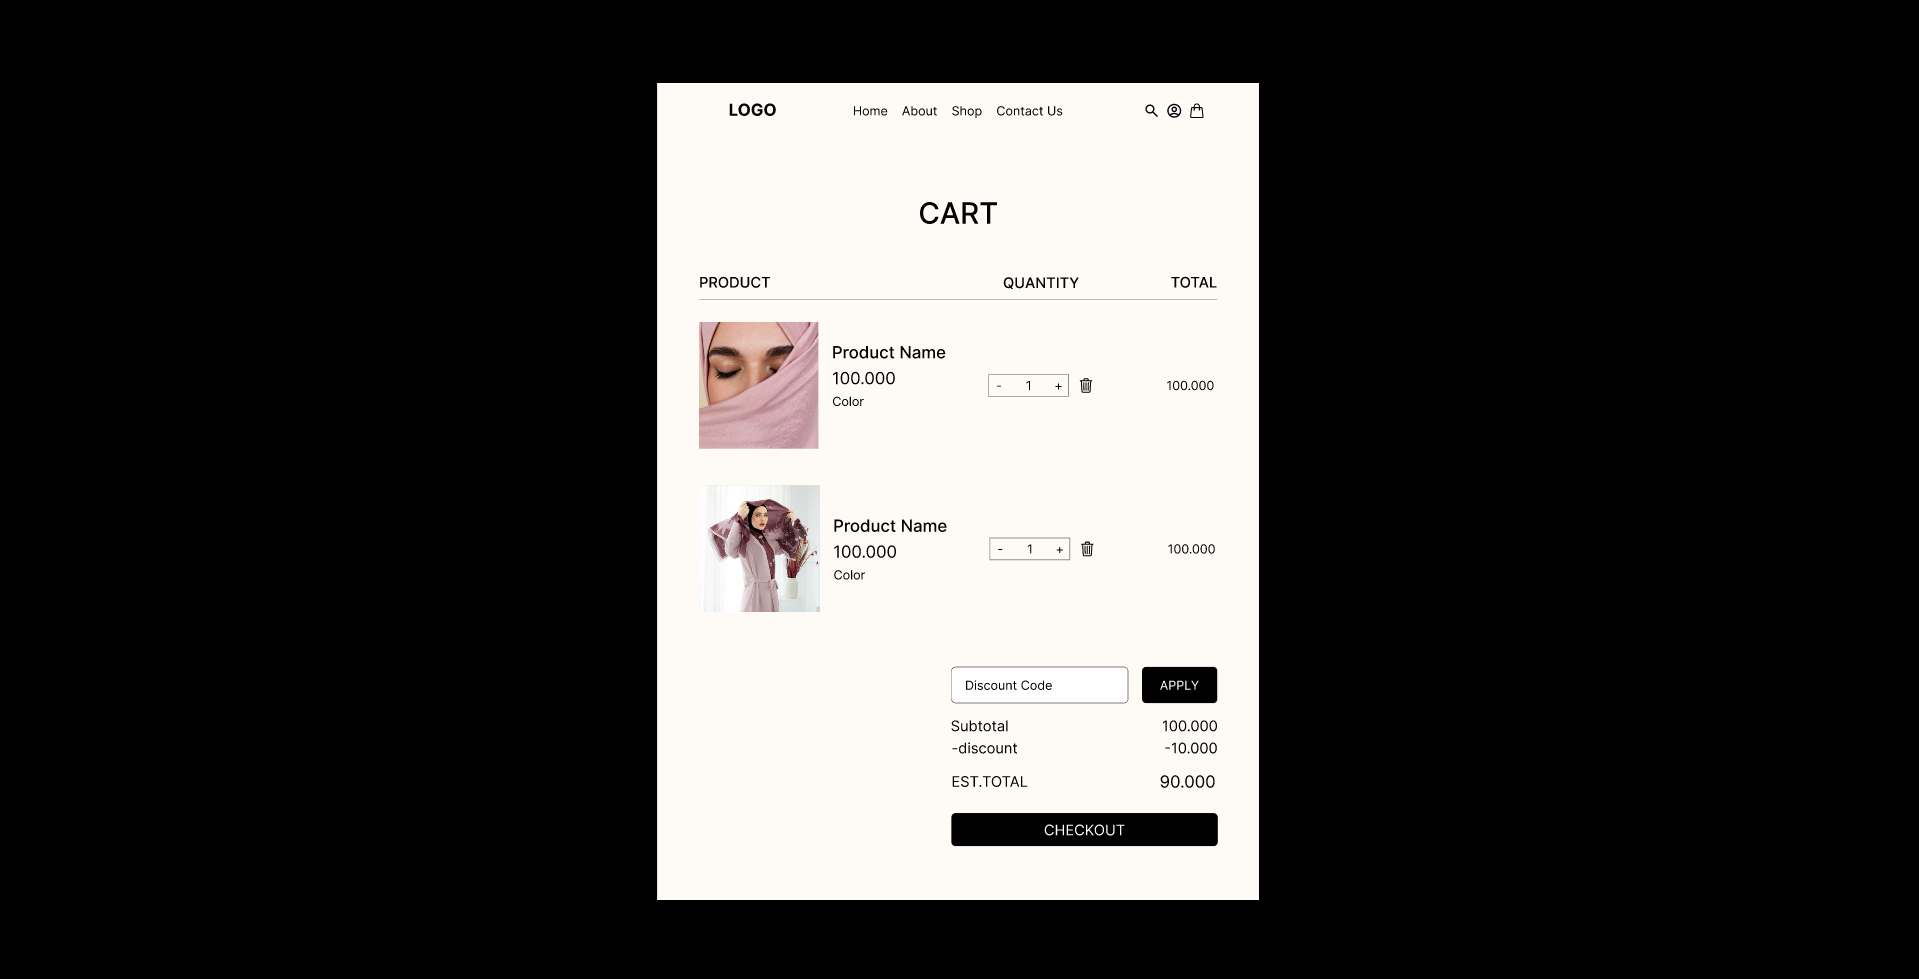 LOGO
Home About Shop Contact Us
CART
PRODUCT QUANTITY TOTAL
Product Name
100.000
Color
- 1 +
100.000
Product Name
100.000
Color
- 1 +
100.000
Discount Code APPLY
Subtotal 100.000
-discount -10.000
EST.TOTAL 90.000
CHECKOUT